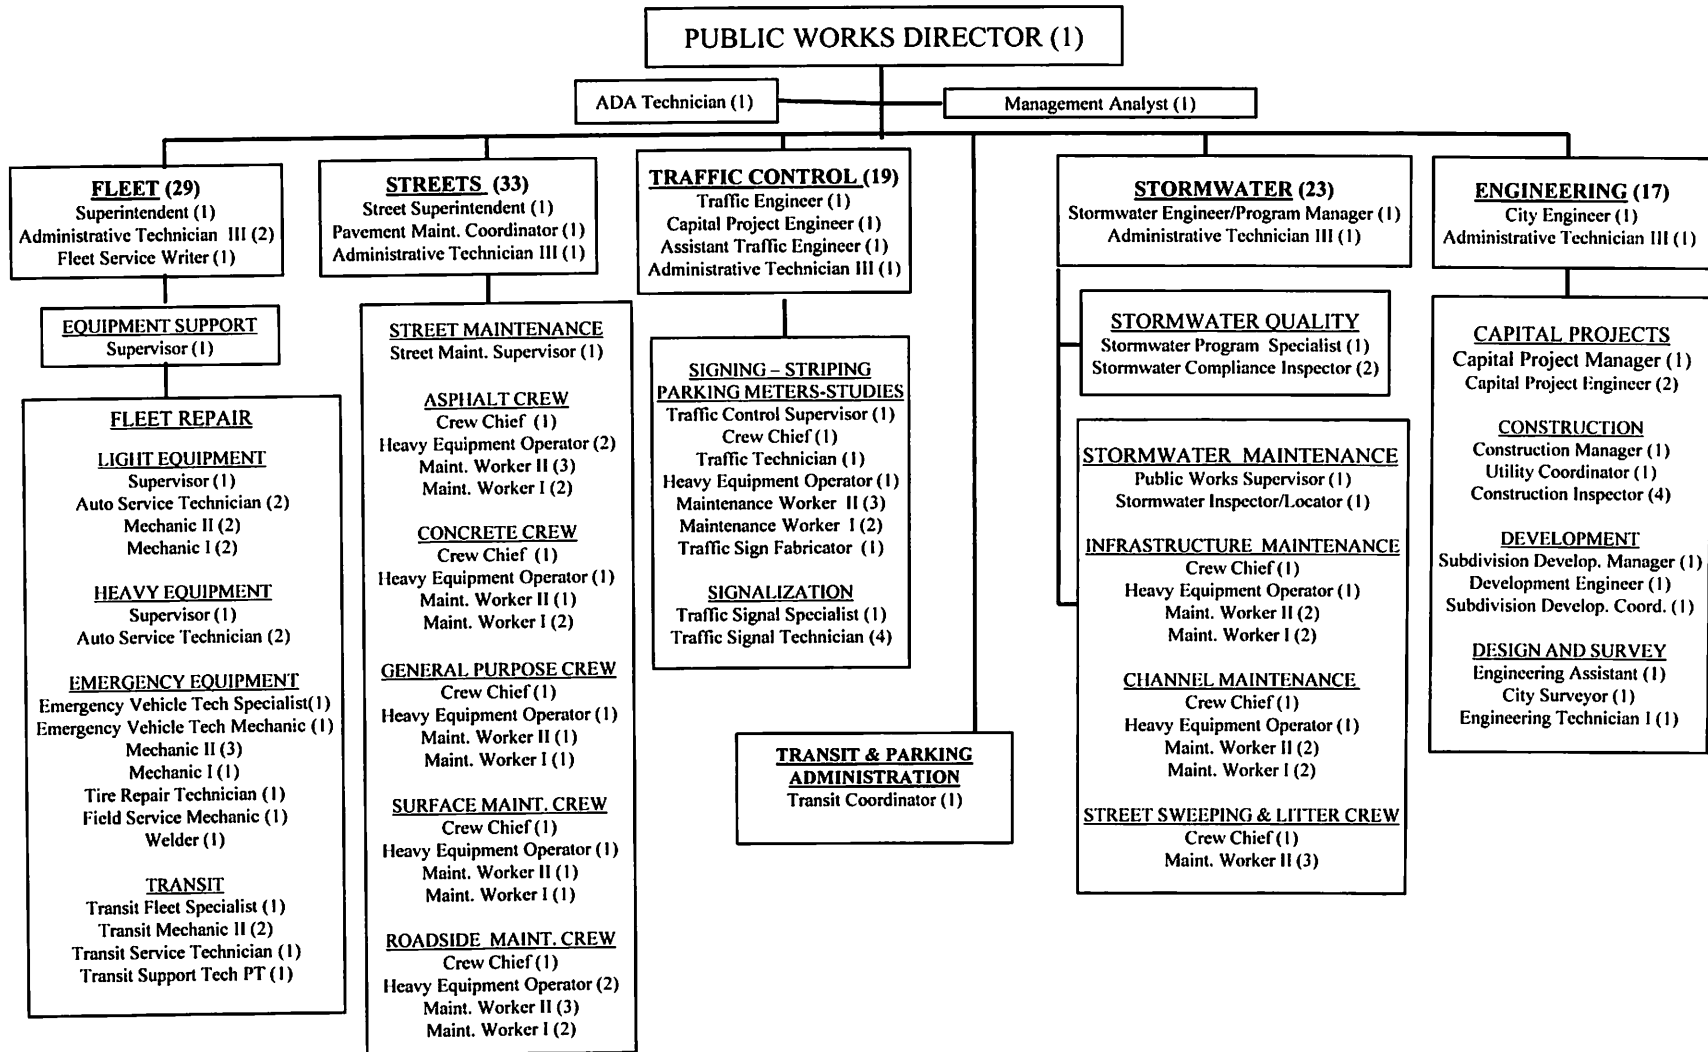 PUBLIC WORKS DIRECTOR (1)
ADA Technician (1)
Management Analyst (1)
FLEET (29)
Superintendent (1)
Administrative Technician III (2)
Fleet Service Writer (1)
EQUIPMENT SUPPORT
Supervisor (1)
FLEET REPAIR
LIGHT EQUIPMENT
Supervisor (1)
Auto Service Technician (2)
Mechanic II (2)
Mechanic I (2)
HEAVY EQUIPMENT
Supervisor (1)
Auto Service Technician (2)
EMERGENCY EQUIPMENT
Emergency Vehicle Tech Specialist(1)
Emergency Vehicle Tech Mechanic (1)
Mechanic II (3)
Mechanic I (1)
Tire Repair Technician (1)
Field Service Mechanic (1)
Welder (1)
TRANSIT
Transit Fleet Specialist (1)
Transit Mechanic II (2)
Transit Service Technician (1)
Transit Support Tech PT (1)
STREETS (33)
Street Superintendent (1)
Pavement Maint. Coordinator (1)
Administrative Technician III (1)
STREET MAINTENANCE
Street Maint. Supervisor (1)
ASPHALT CREW
Crew Chief (1)
Heavy Equipment Operator (2)
Maint. Worker II (3)
Maint. Worker I (2)
CONCRETE CREW
Crew Chief (1)
Heavy Equipment Operator (1)
Maint. Worker II (1)
Maint. Worker I (2)
GENERAL PURPOSE CREW
Crew Chief (1)
Heavy Equipment Operator (1)
Maint. Worker II (1)
Maint. Worker I (1)
SURFACE MAINT. CREW
Crew Chief (1)
Heavy Equipment Operator (1)
Maint. Worker II (1)
Maint. Worker I (1)
ROADSIDE MAINT. CREW
Crew Chief (1)
Heavy Equipment Operator (2)
Maint. Worker II (3)
Maint. Worker I (2)
TRAFFIC CONTROL (19)
Traffic Engineer (1)
Capital Project Engineer (1)
Assistant Traffic Engineer (1)
Administrative Technician III (1)
SIGNING – STRIPING
PARKING METERS-STUDIES
Traffic Control Supervisor (1)
Crew Chief (1)
Traffic Technician (1)
Heavy Equipment Operator (1)
Maintenance Worker II (3)
Maintenance Worker I (2)
Traffic Sign Fabricator (1)
SIGNALIZATION
Traffic Signal Specialist (1)
Traffic Signal Technician (4)
TRANSIT & PARKING
ADMINISTRATION
Transit Coordinator (1)
STORMWATER (23)
Stormwater Engineer/Program Manager (1)
Administrative Technician III (1)
STORMWATER QUALITY
Stormwater Program Specialist (1)
Stormwater Compliance Inspector (2)
STORMWATER MAINTENANCE
Public Works Supervisor (1)
Stormwater Inspector/Locator (1)
INFRASTRUCTURE MAINTENANCE
Crew Chief (1)
Heavy Equipment Operator (1)
Maint. Worker II (2)
Maint. Worker I (2)
CHANNEL MAINTENANCE
Crew Chief (1)
Heavy Equipment Operator (1)
Maint. Worker II (2)
Maint. Worker I (2)
STREET SWEEPING & LITTER CREW
Crew Chief (1)
Maint. Worker II (3)
ENGINEERING (17)
City Engineer (1)
Administrative Technician III (1)
CAPITAL PROJECTS
Capital Project Manager (1)
Capital Project Engineer (2)
CONSTRUCTION
Construction Manager (1)
Utility Coordinator (1)
Construction Inspector (4)
DEVELOPMENT
Subdivision Develop. Manager (1)
Development Engineer (1)
Subdivision Develop. Coord. (1)
DESIGN AND SURVEY
Engineering Assistant (1)
City Surveyor (1)
Engineering Technician I (1)